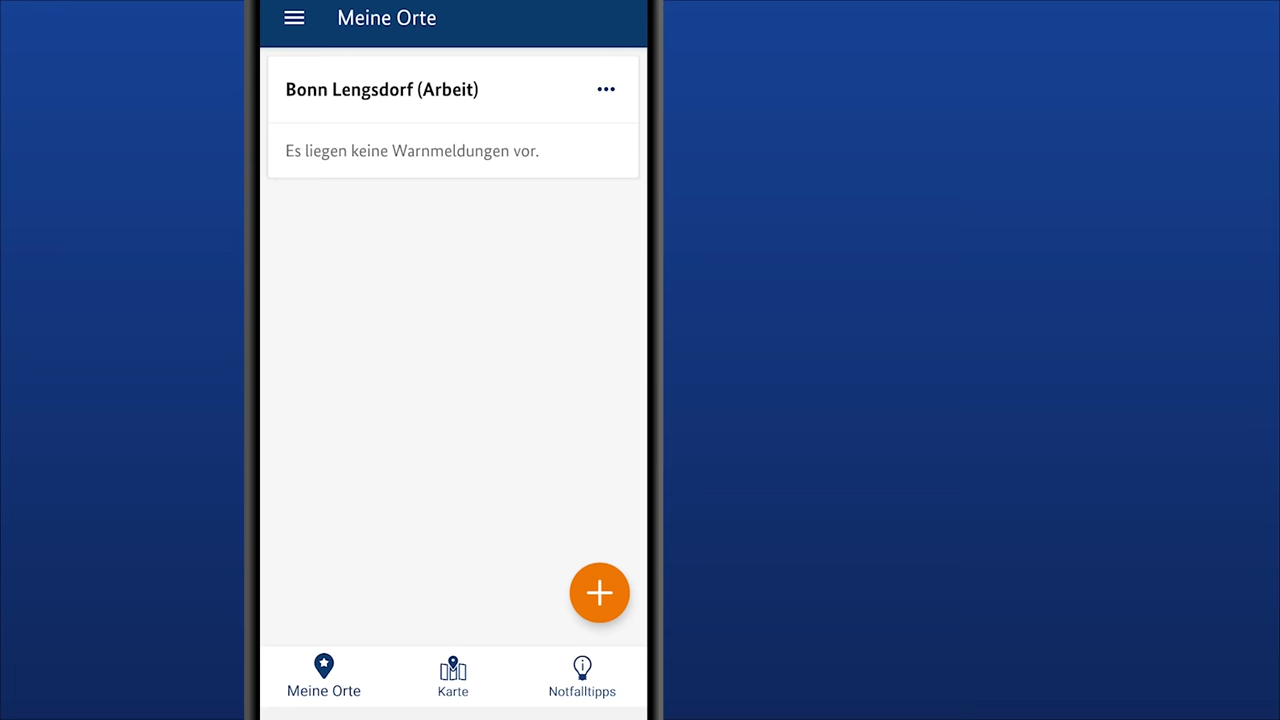 Meine Orte
Bonn Lengsdorf (Arbeit)
Es liegen keine Warnmeldungen vor.
Meine Orte
Karte
Notfalltipps